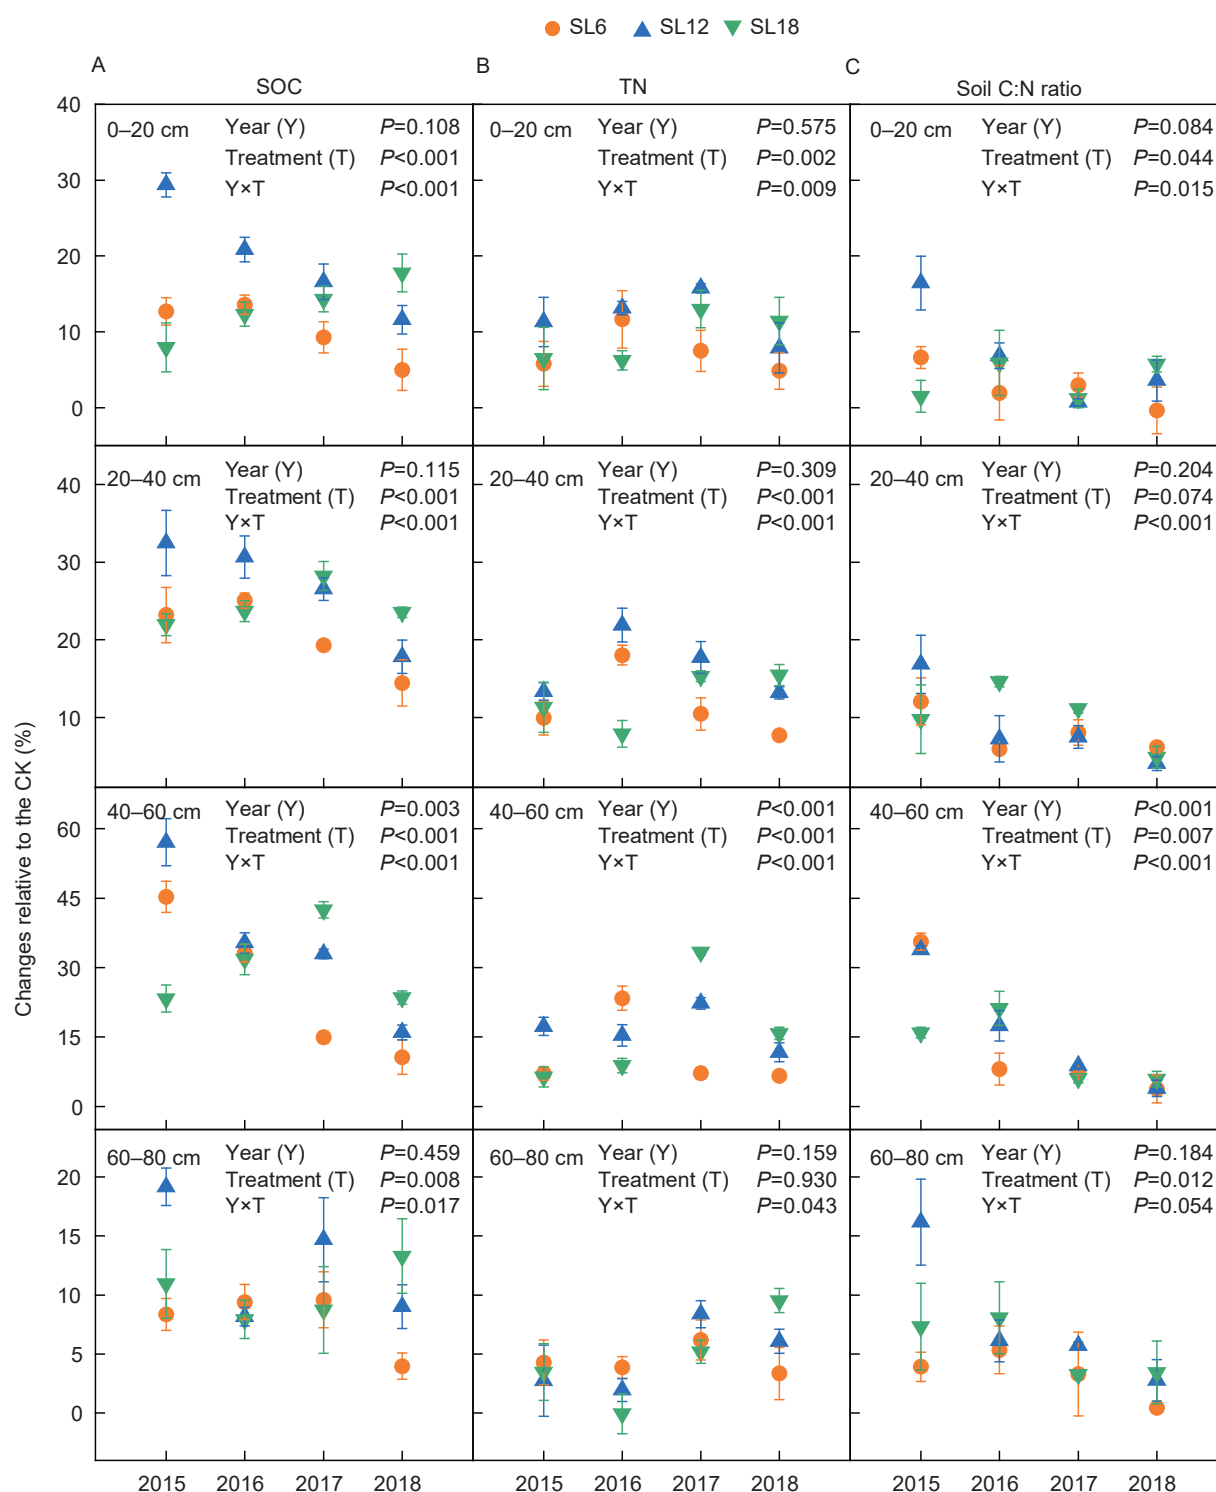 SL6 SL12 SL18
A B C
SOC TN Soil C:N ratio
Changes relative to the CK (%)
40
30
20
10
0
0–20 cm Year (Y) P=0.108
Treatment (T) P<0.001
Y×T P<0.001
0–20 cm Year (Y) P=0.575
Treatment (T) P=0.002
Y×T P=0.009
0–20 cm Year (Y) P=0.084
Treatment (T) P=0.044
Y×T P=0.015
40
30
20
10
20–40 cm Year (Y) P=0.115
Treatment (T) P<0.001
Y×T P<0.001
20–40 cm Year (Y) P=0.309
Treatment (T) P<0.001
Y×T P<0.001
20–40 cm Year (Y) P=0.204
Treatment (T) P=0.074
Y×T P<0.001
60
45
30
15
0
40–60 cm Year (Y) P=0.003
Treatment (T) P<0.001
Y×T P<0.001
40–60 cm Year (Y) P<0.001
Treatment (T) P<0.001
Y×T P<0.001
40–60 cm Year (Y) P<0.001
Treatment (T) P=0.007
Y×T P<0.001
20
15
10
5
0
60–80 cm Year (Y) P=0.459
Treatment (T) P=0.008
Y×T P=0.017
60–80 cm Year (Y) P=0.159
Treatment (T) P=0.930
Y×T P=0.043
60–80 cm Year (Y) P=0.184
Treatment (T) P=0.012
Y×T P=0.054
2015 2016 2017 2018 2015 2016 2017 2018 2015 2016 2017 2018